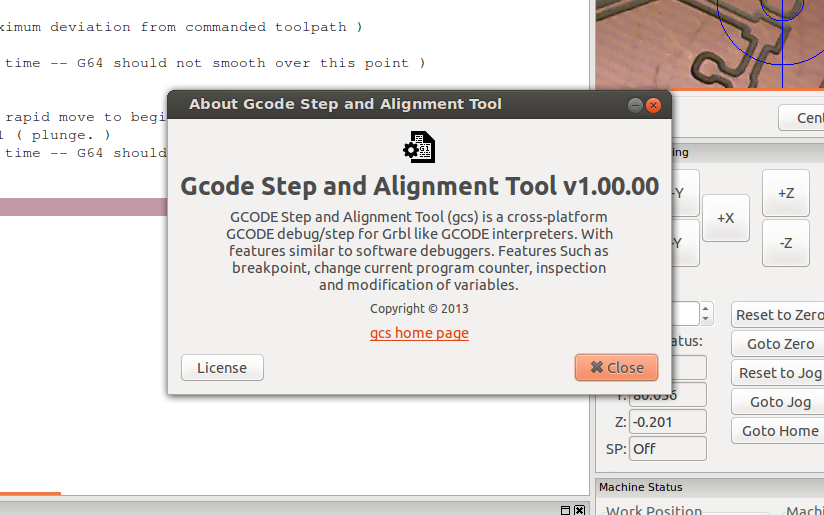 ximum deviation from commanded toolpath )
time -- G64 should not smooth over this point )
rapid move to begi
( plunge. )
time -- G64 should
About Gcode Step and Alignment Tool
G1
Gcode Step and Alignment Tool v1.00.00
GCODE Step and Alignment Tool (gcs) is a cross-platform
GCODE debug/step for Grbl like GCODE interpreters. With
features similar to software debuggers. Features Such as
breakpoint, change current program counter, inspection
and modification of variables.
Copyright © 2013
gcs home page
License
Close
Cent
ing
-Y
+X
+Z
-Y
-Z
Reset to Zero
atus:
Goto Zero
Reset to Jog
Goto Jog
Z:
-0.201
Goto Home
SP:
Off
Machine Status
Work Position
Machi